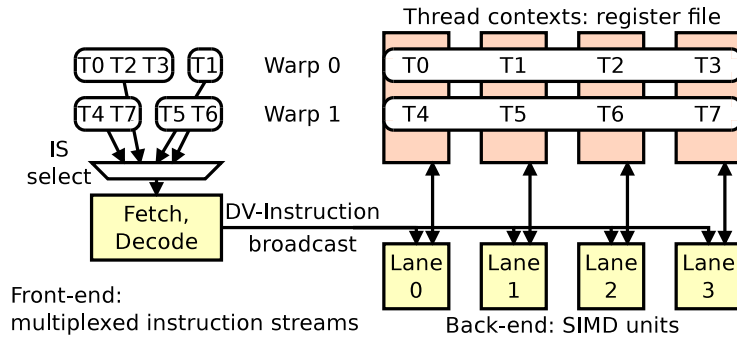 Thread contexts: register file
T0 T2 T3 T1 Warp 0 T0 T1 T2 T3
T4 T7 T5 T6 Warp 1 T4 T5 T6 T7
IS
select
Fetch,
Decode
DV-Instruction
broadcast
Lane
0
Lane
1
Lane
2
Lane
3
Front-end:
multiplexed instruction streams
Back-end: SIMD units